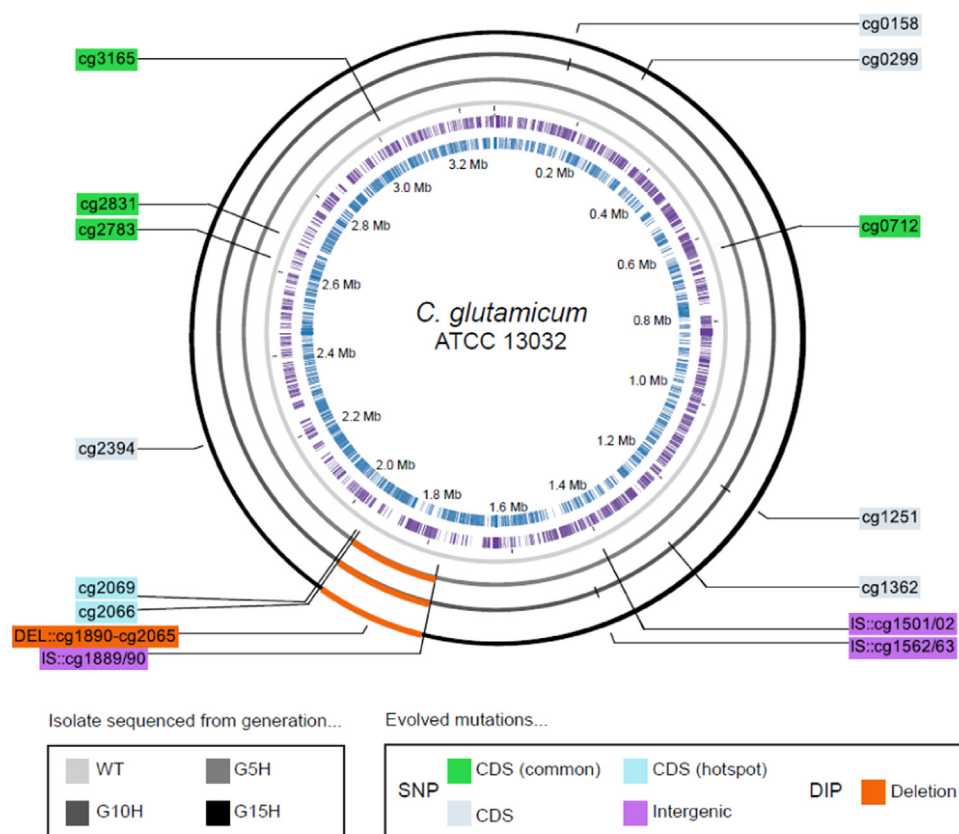 cg0158
cg3165
cg0299
3.2 Mb
0.2 Mb
3.0 Mb
cg2831
0.4 Mb
2.8 Mb
cg2783
cg0712
0.6 Mb
2.6 Mb
C. glutamicum
0.8 Mb
ATCC 13032
2.4 Mb
1.0 Mb
2.2 Mb
1.2 Mb
cg2394
2.0 Mb
1.4 Mb
1.8 Mb
1.6 Mb
cg1251
cg2069
cg1362
cg2066
IS::cg1501/02
DEL::cg1890-cg2065
IS::cg1562/63
IS::cg1889/90
Isolate sequenced from generation...
WT
G5H
G10H
G15H
Evolved mutations...
SNP
CDS (common)
CDS (hotspot)
CDS
Intergenic
DIP
Deletion